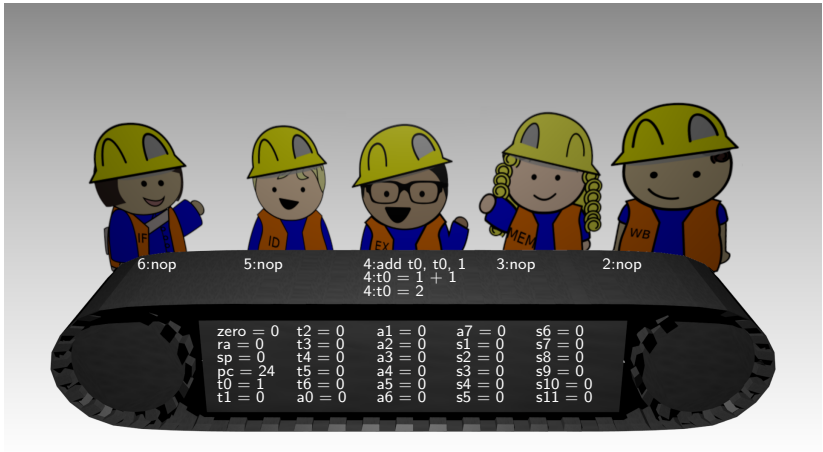 IF ID EX MEM WB
6:nop 5:nop 4:add t0, t0, 1 3:nop 2:nop
4:t0 = 1 + 1
4:t0 = 2
zero = 0 t2 = 0 a1 = 0 a7 = 0 s6 = 0
ra = 0 t3 = 0 a2 = 0 s1 = 0 s7 = 0
sp = 0 t4 = 0 a3 = 0 s2 = 0 s8 = 0
pc = 24 t5 = 0 a4 = 0 s3 = 0 s9 = 0
t0 = 1 t6 = 0 a5 = 0 s4 = 0 s10 = 0
t1 = 0 a0 = 0 a6 = 0 s5 = 0 s11 = 0